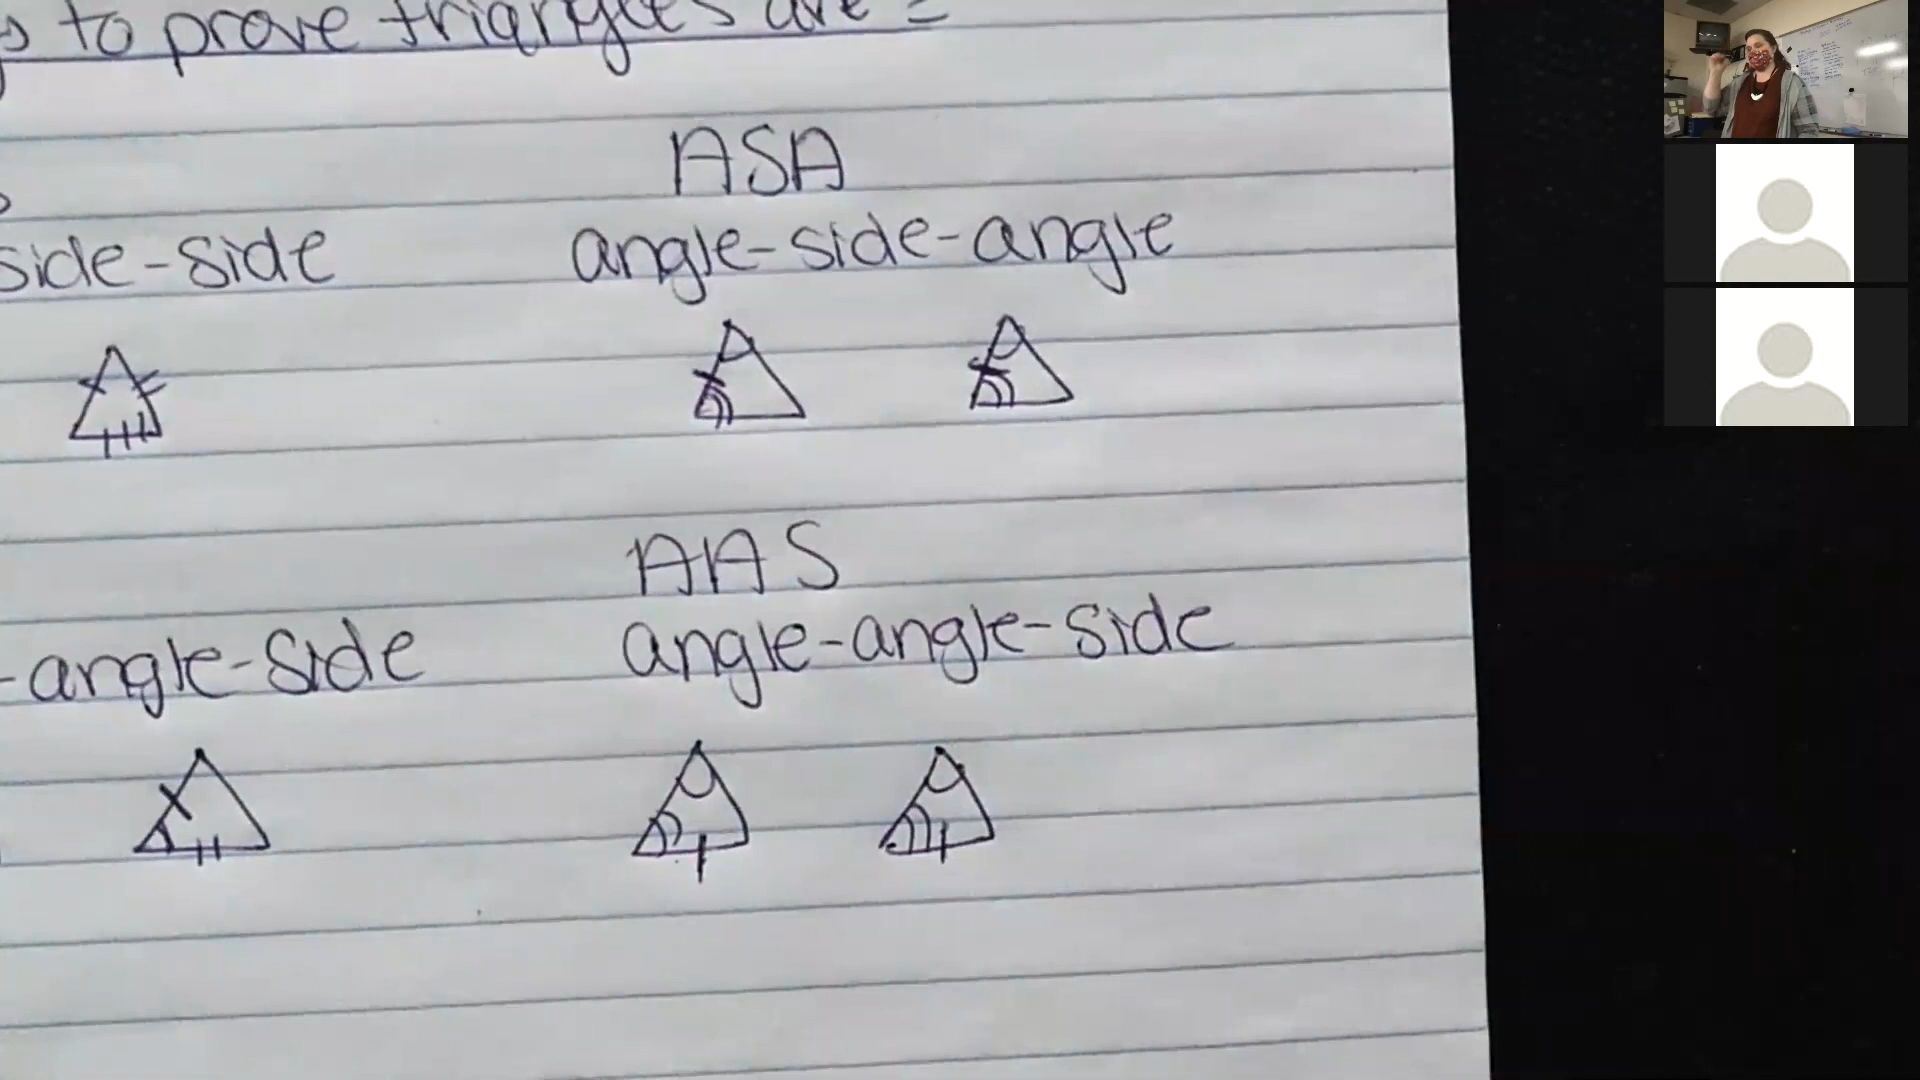 to prove triangles are =
ASA
side-side
angle-side-angle
AAS
-angle-side
angle-angle-side